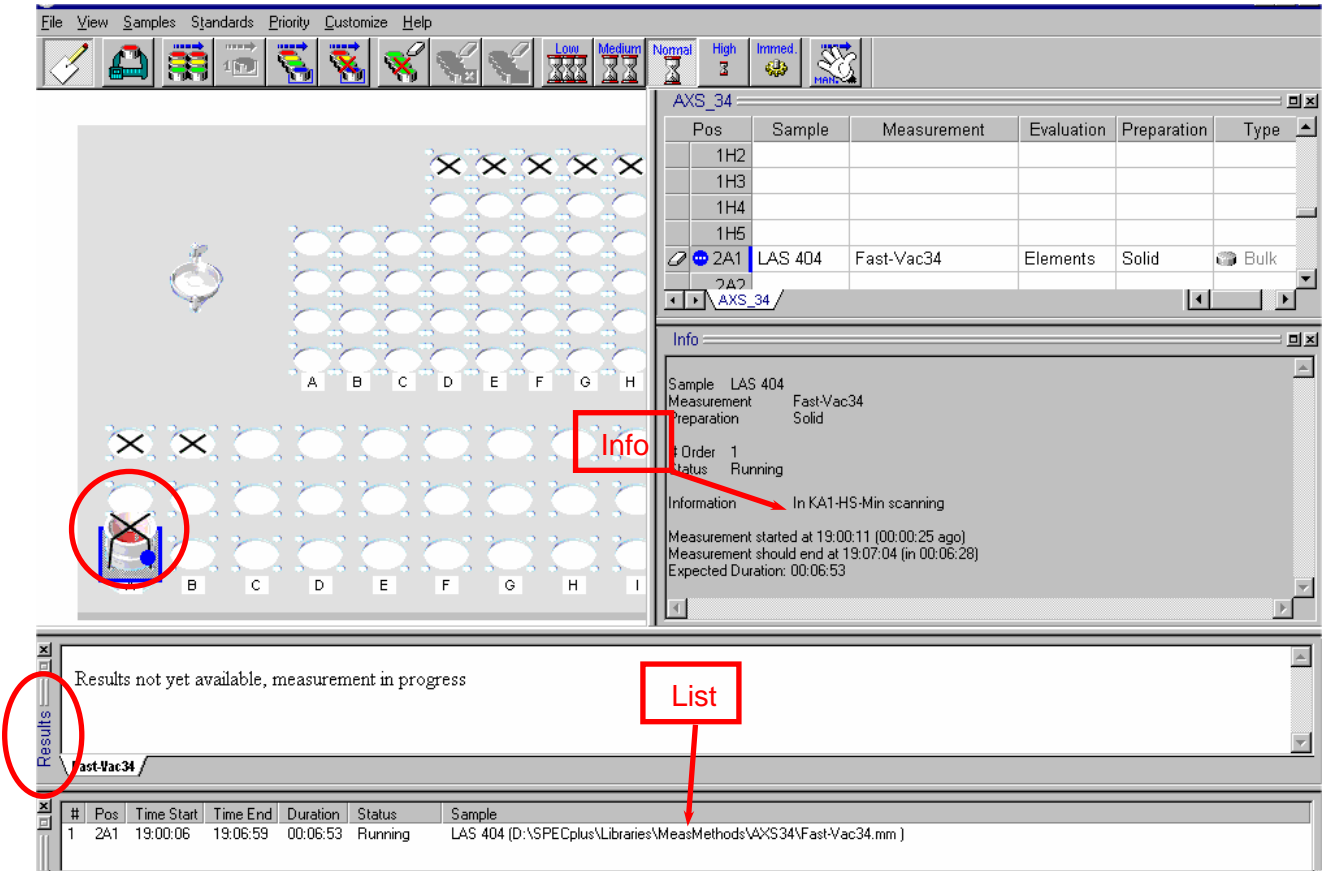 File View Samples Standards Priority Customize Help
Low Medium Normal High Immed.
MAN.
AXS_34
Pos Sample Measurement Evaluation Preparation Type
1H2
1H3
1H4
1H5
2A1 LAS 404 Fast-Vac34 Elements Solid Bulk
2A2
AXS_34
A B C D E F G H
A B C D E F G H I
Info
Sample LAS 404
Measurement Fast-Vac34
Preparation Solid
Info
# Order 1
Status Running
Information In KA1-HS-Min scanning
Measurement started at 19:00:11 (00:00:25 ago)
Measurement should end at 19:07:04 (in 00:06:28)
Expected Duration: 00:06:53
Results not yet available, measurement in progress
List
Results
Fast-Vac34
# Pos Time Start Time End Duration Status Sample
1 2A1 19:00:06 19:06:59 00:06:53 Running LAS 404 (D:\SPECplus\Libraries\MeasMethods\AXS34\Fast-Vac34.mm )